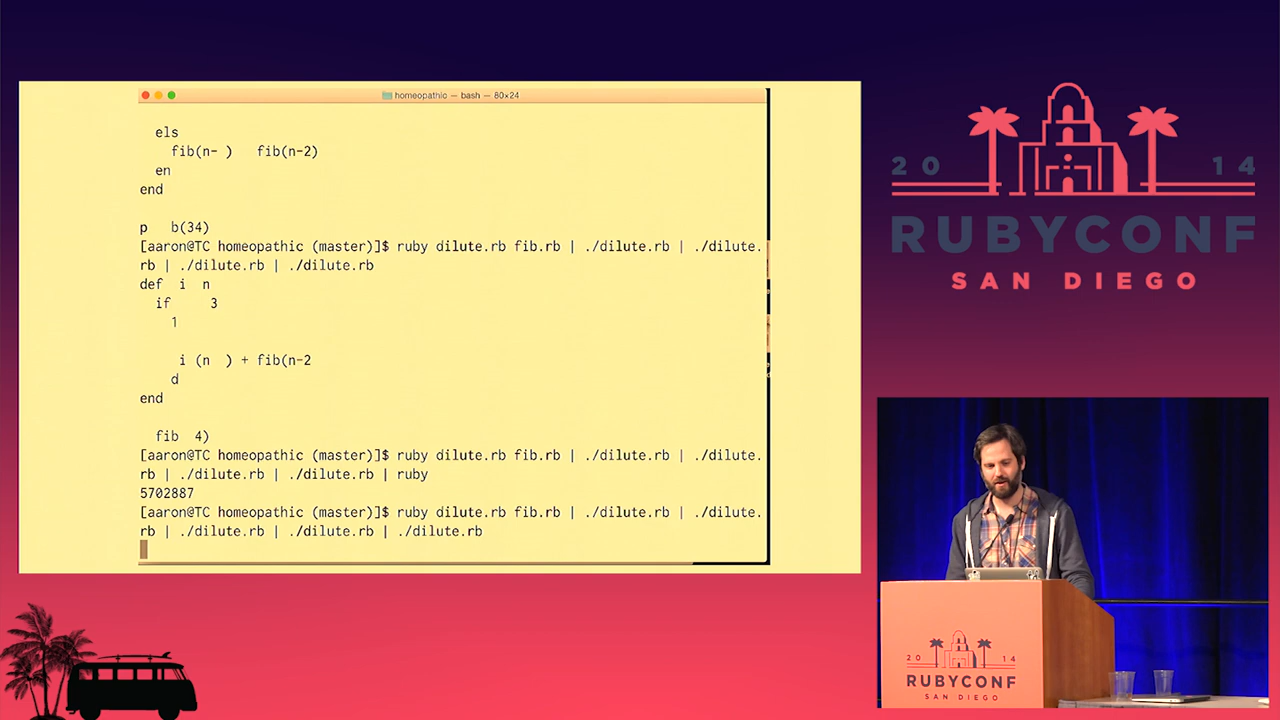 homeopathic — bash — 80×24
els
fib(n- )   fib(n-2)
en
end
p   b(34)
[aaron@TC homeopathic (master)]$ ruby dilute.rb fib.rb | ./dilute.rb | ./dilute.
rb | ./dilute.rb | ./dilute.rb
def  i  n
if     3
1
i (n  ) + fib(n-2
d
end
fib  4)
[aaron@TC homeopathic (master)]$ ruby dilute.rb fib.rb | ./dilute.rb | ./dilute.
rb | ./dilute.rb | ./dilute.rb | ruby
5702887
[aaron@TC homeopathic (master)]$ ruby dilute.rb fib.rb | ./dilute.rb | ./dilute.
rb | ./dilute.rb | ./dilute.rb | ./dilute.rb
20 14
RUBYCONF
SAN DIEGO
20 14
RUBYCONF
SAN DIEGO